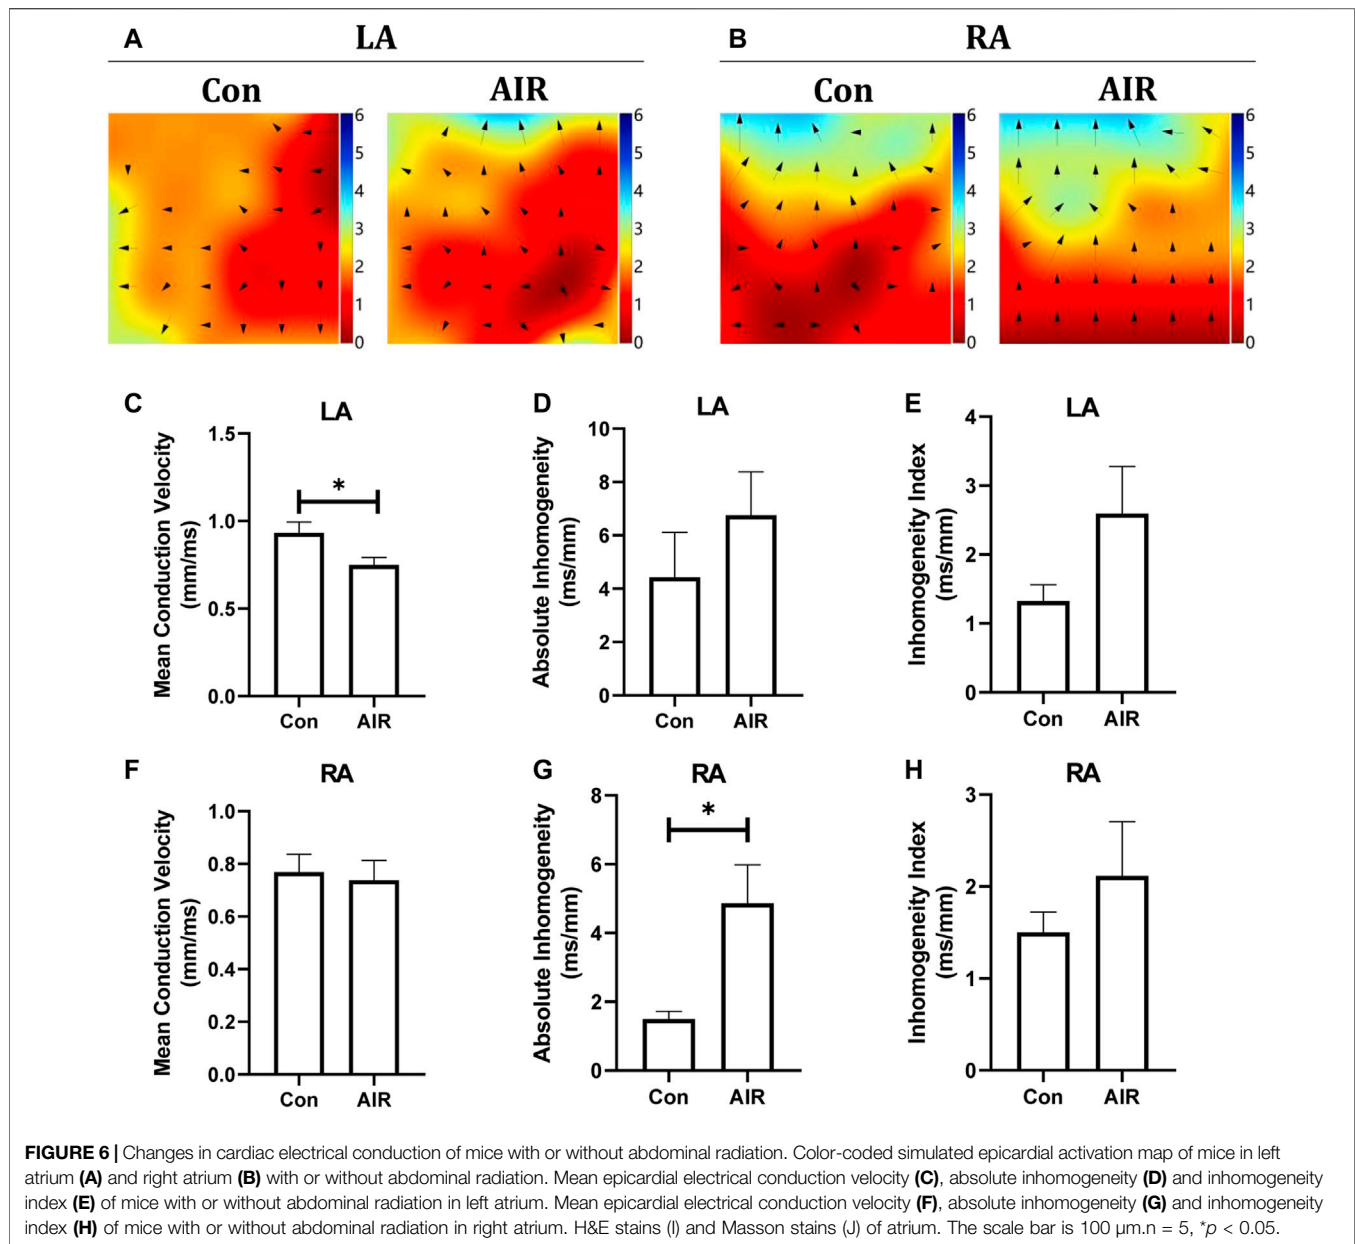 A LA
B RA
Con AIR Con AIR
6 6 6 6
5 5 5 5
4 4 4 4
3 3 3 3
2 2 2 2
1 1 1 1
0 0 0 0
C LA
Mean Conduction Velocity
(mm/ms)
1.5
1.0
0.5
0.0
*
Con AIR
D LA
Absolute Inhomogeneity
(ms/mm)
10
8
6
4
2
0
Con AIR
E LA
Inhomogeneity Index
(ms/mm)
4
3
2
1
0
Con AIR
F RA
Mean Conduction Velocity
(mm/ms)
1.0
0.8
0.6
0.4
0.2
0.0
Con AIR
G RA
Absolute Inhomogeneity
(ms/mm)
8
6
4
2
0
*
Con AIR
H RA
Inhomogeneity Index
(ms/mm)
3
2
1
0
Con AIR
FIGURE 6 | Changes in cardiac electrical conduction of mice with or without abdominal radiation. Color-coded simulated epicardial activation map of mice in left
atrium (A) and right atrium (B) with or without abdominal radiation. Mean epicardial electrical conduction velocity (C), absolute inhomogeneity (D) and inhomogeneity
index (E) of mice with or without abdominal radiation in left atrium. Mean epicardial electrical conduction velocity (F), absolute inhomogeneity (G) and inhomogeneity
index (H) of mice with or without abdominal radiation in right atrium. H&E stains (I) and Masson stains (J) of atrium. The scale bar is 100 μm.n = 5, *p < 0.05.